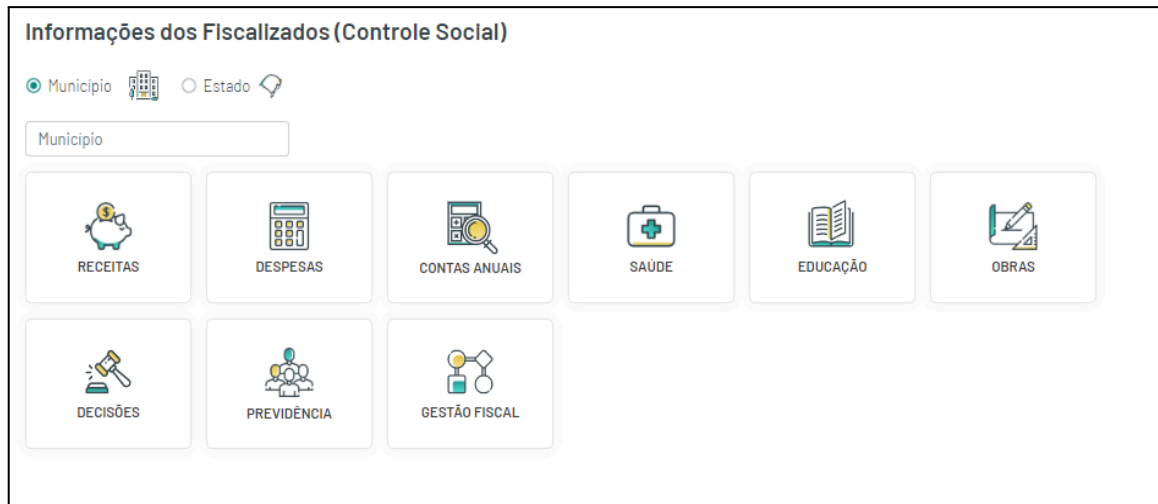 Informações dos Fiscalizados (Controle Social)
Município
Estado
Município
RECEITAS
DESPESAS
CONTAS ANUAIS
SAÚDE
EDUCAÇÃO
OBRAS
DECISÕES
PREVIDÊNCIA
GESTÃO FISCAL